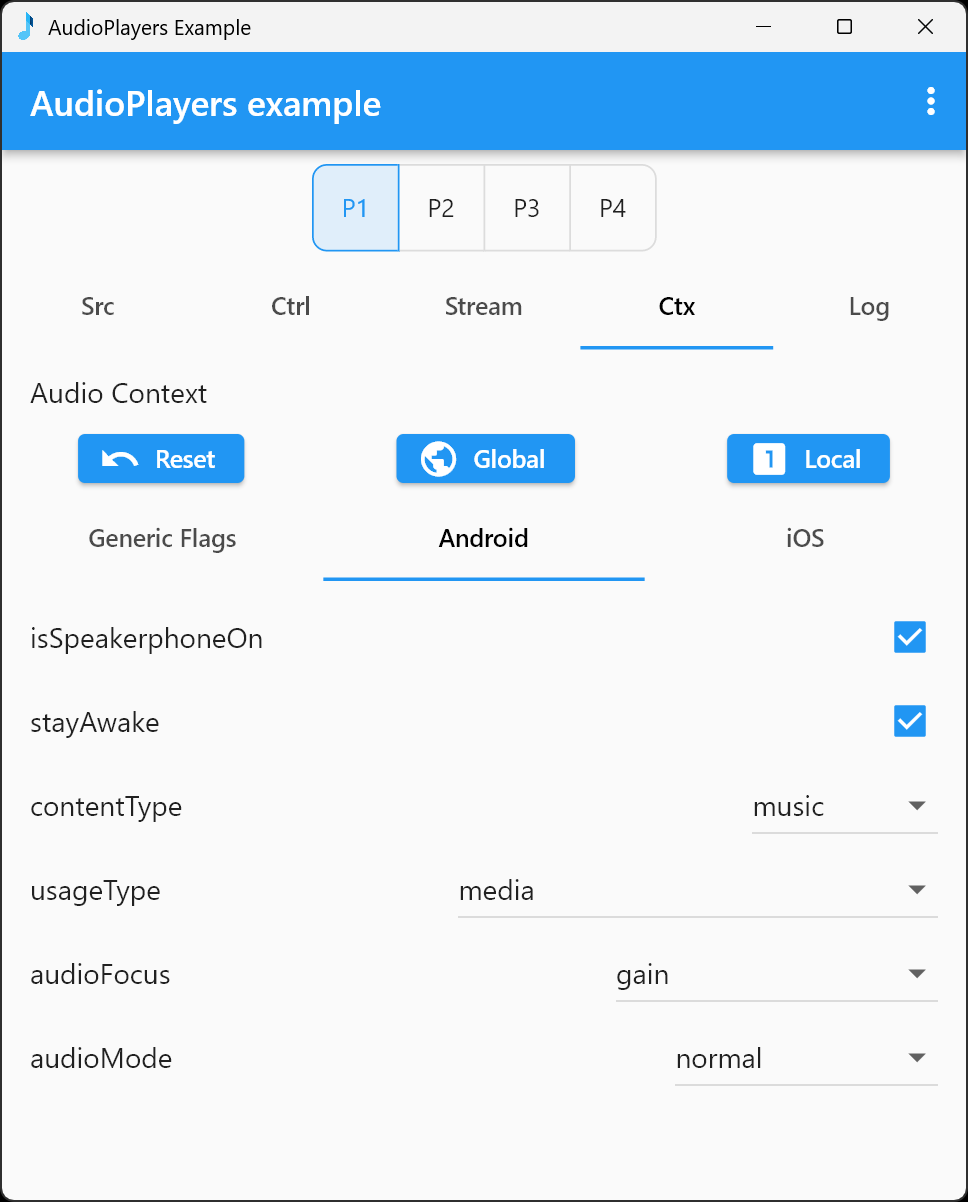 AudioPlayers Example
AudioPlayers example
P1 P2 P3 P4
Src Ctrl Stream Ctx Log
Audio Context
Reset Global 1 Local
Generic Flags Android iOS
isSpeakerphoneOn
stayAwake
contentType music
usageType media
audioFocus gain
audioMode normal